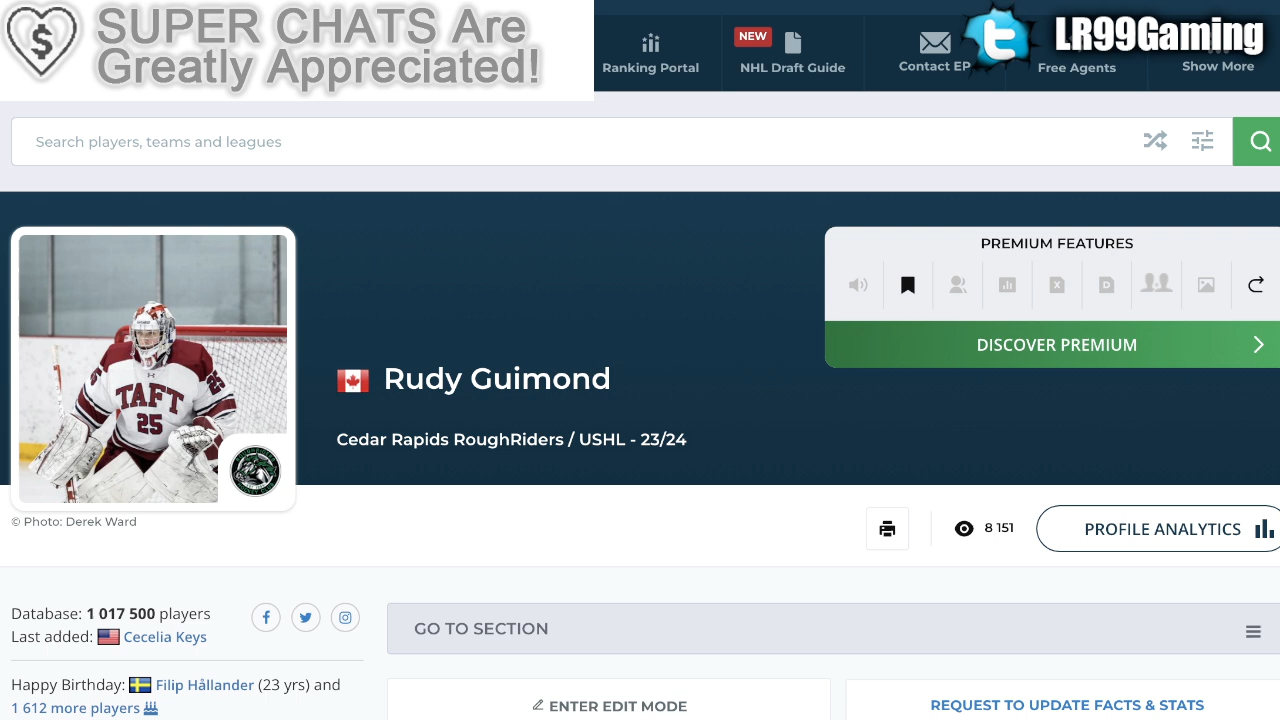 SUPER CHATS Are
Greatly Appreciated!
Ranking Portal
NEW
NHL Draft Guide
Contact EP
Free Agents
Show More
LR99Gaming
Search players, teams and leagues
PREMIUM FEATURES
DISCOVER PREMIUM
TAFT
25
25
Rudy Guimond
Cedar Rapids RoughRiders / USHL - 23/24
© Photo: Derek Ward
8 151
PROFILE ANALYTICS
Database: 1 017 500 players
Last added: Cecelia Keys
GO TO SECTION
Happy Birthday: Filip Hållander (23 yrs) and
1 612 more players
ENTER EDIT MODE
REQUEST TO UPDATE FACTS & STATS